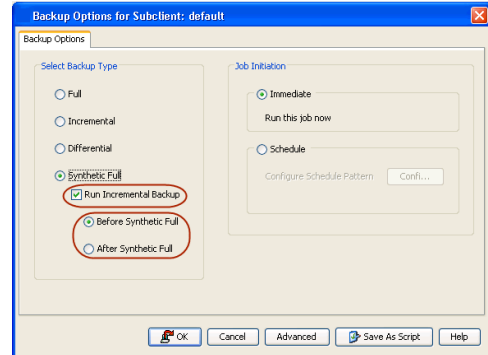 Backup Options for Subclient: default
Backup Options
Select Backup Type
Full
Incremental
Differential
Synthetic Full
Run Incremental Backup
Before Synthetic Full
After Synthetic Full
Job Initiation
Immediate
Run this job now
Schedule
Configure Schedule Pattern
Confi...
OK
Cancel
Advanced
Save As Script
Help